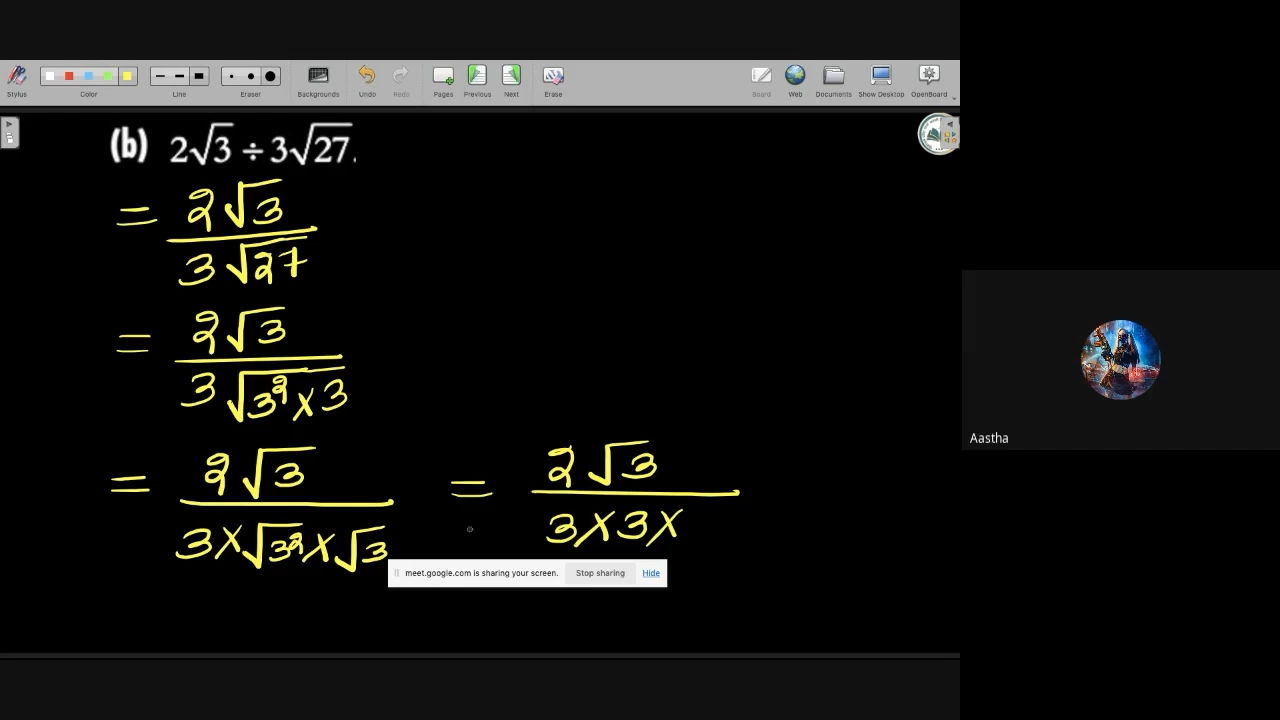 Stylus Color Line Eraser Backgrounds Undo Redo Pages Previous Next Erase Board Web Documents Show Desktop OpenBoard
(b) 2√3 ÷ 3√27.
= 2√3 / 3√27
= 2√3 / 3√3²×3
= 2√3 / 3×√3²×√3 = 2√3 / 3×3×
meet.google.com is sharing your screen. Stop sharing Hide
Aastha